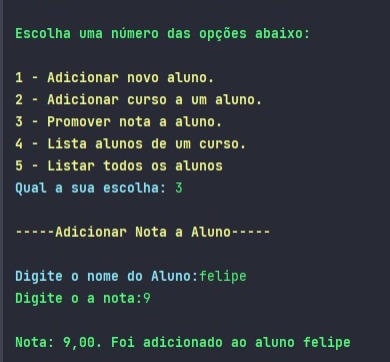 Escolha uma número das opções abaixo:
1 - Adicionar novo aluno.
2 - Adicionar curso a um aluno.
3 - Promover nota a aluno.
4 - Lista alunos de um curso.
5 - Listar todos os alunos
Qual a sua escolha: 3
-----Adicionar Nota a Aluno-----
Digite o nome do Aluno:felipe
Digite o a nota:9
Nota: 9,00. Foi adicionado ao aluno felipe